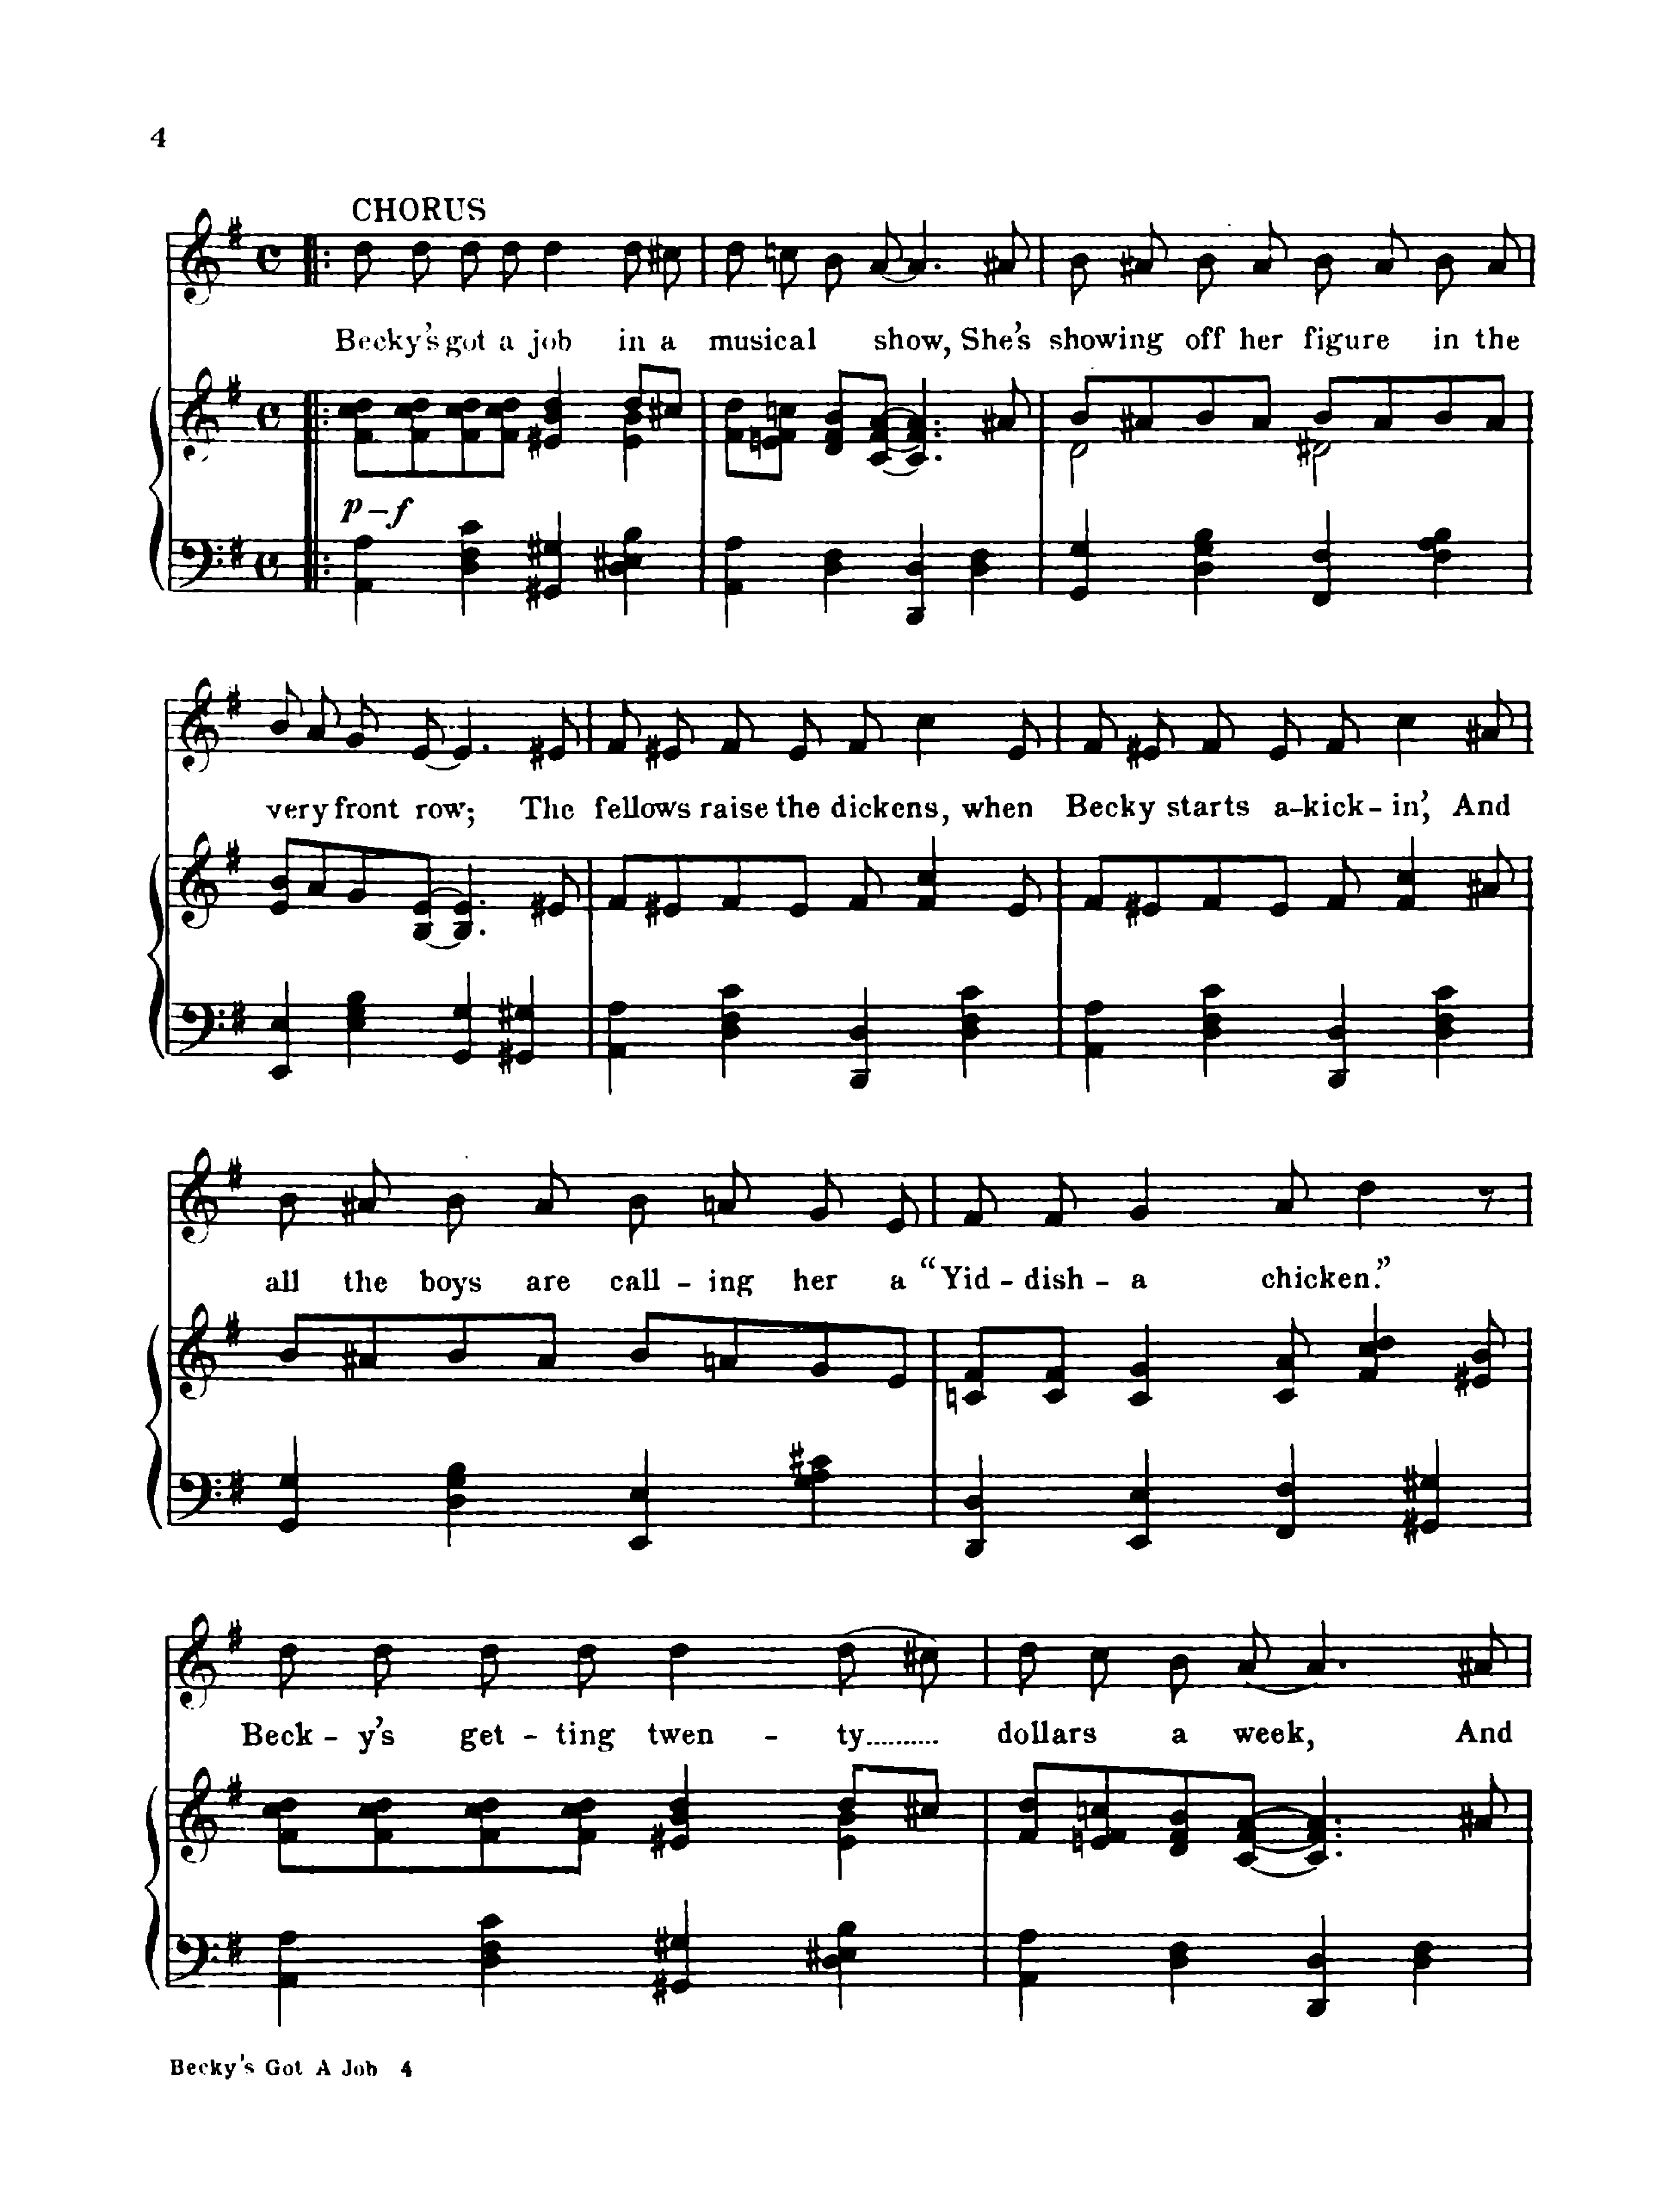 4
CHORUS
Becky's got a job in a musical show, She's showing off her figure in the
p-f
very front row; The fellows raise the dickens, when Becky starts a-kick-in', And
all the boys are call-ing her a "Yid-dish-a chicken."
Beck-y's get-ting twen-ty.......... dollars a week, And
Becky's Got A Job 4